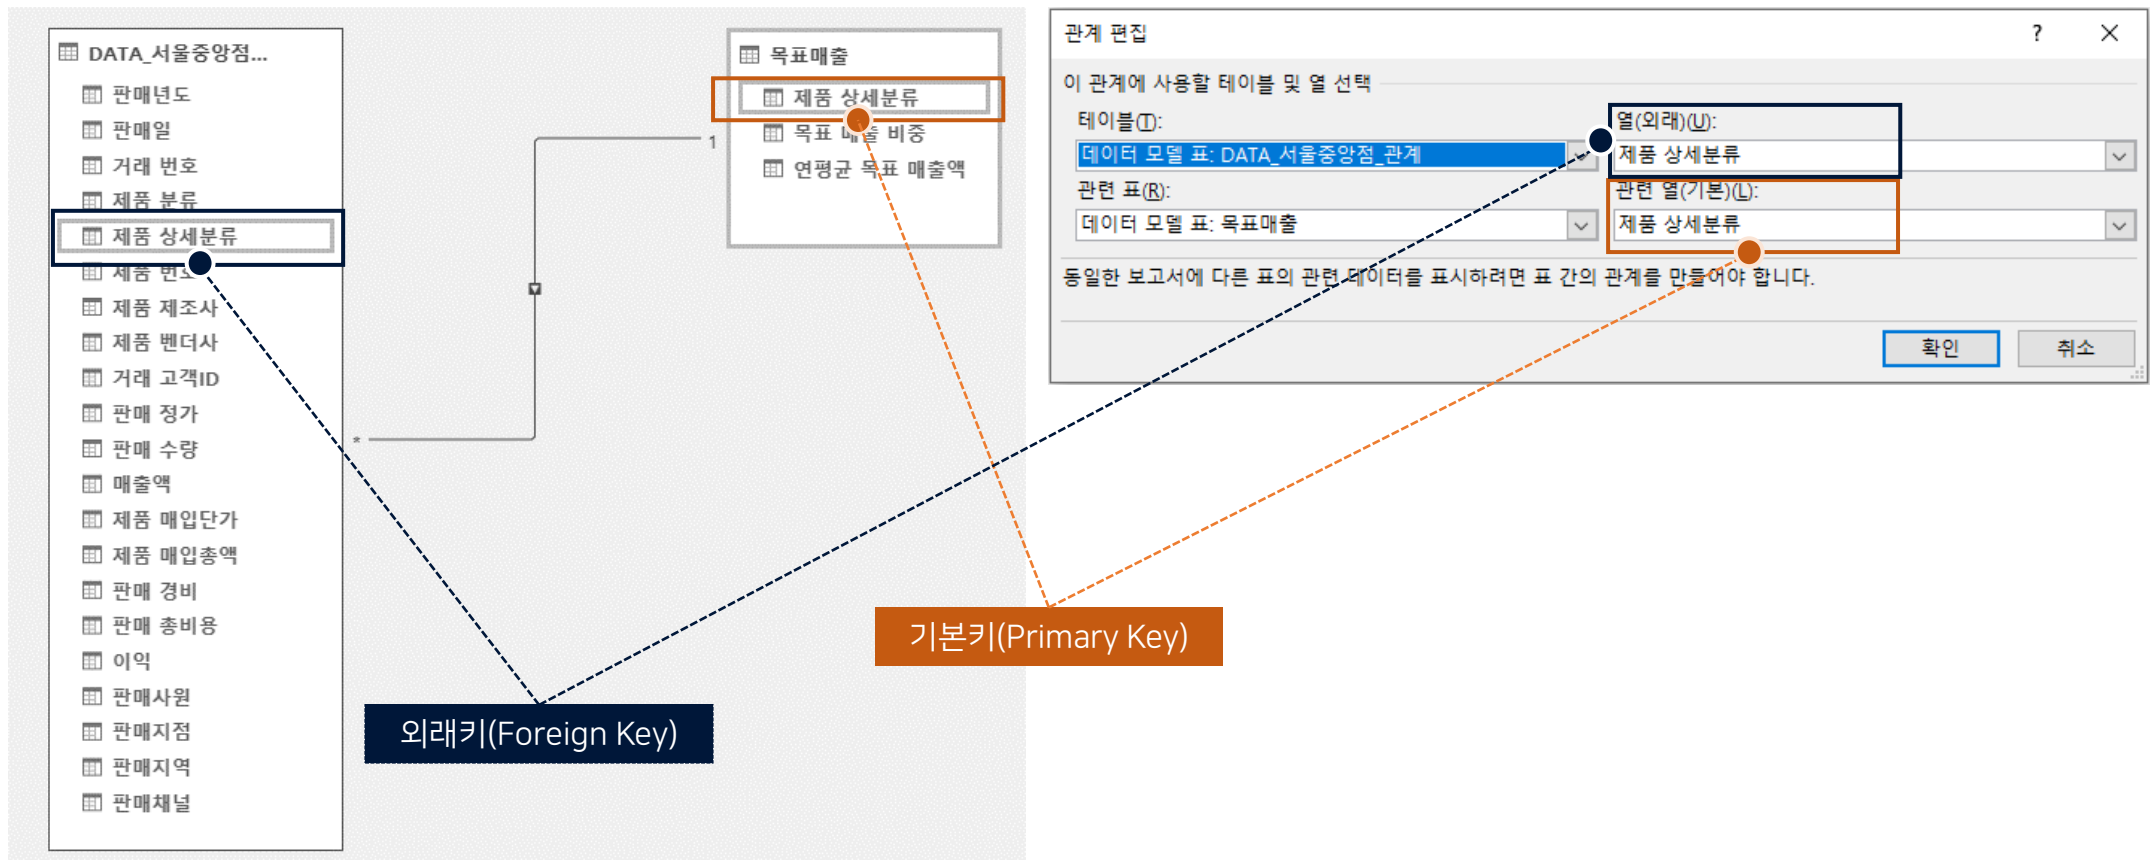 DATA_서울중앙점...
판매년도
판매일
거래 번호
제품 분류
제품 상세분류
제품 번호
제품 제조사
제품 벤더사
거래 고객ID
판매 정가
판매 수량
매출액
제품 매입단가
제품 매입총액
판매 경비
판매 총비용
이익
판매사원
판매지점
판매지역
판매채널
*
1
목표매출
제품 상세분류
목표 매출 비중
연평균 목표 매출액
외래키(Foreign Key)
기본키(Primary Key)
관계 편집
?
이 관계에 사용할 테이블 및 열 선택
테이블(T):
열(외래)(U):
데이터 모델 표: DATA_서울중앙점_관계
제품 상세분류
관련 표(R):
관련 열(기본)(L):
데이터 모델 표: 목표매출
제품 상세분류
동일한 보고서에 다른 표의 관련 데이터를 표시하려면 표 간의 관계를 만들어야 합니다.
확인
취소